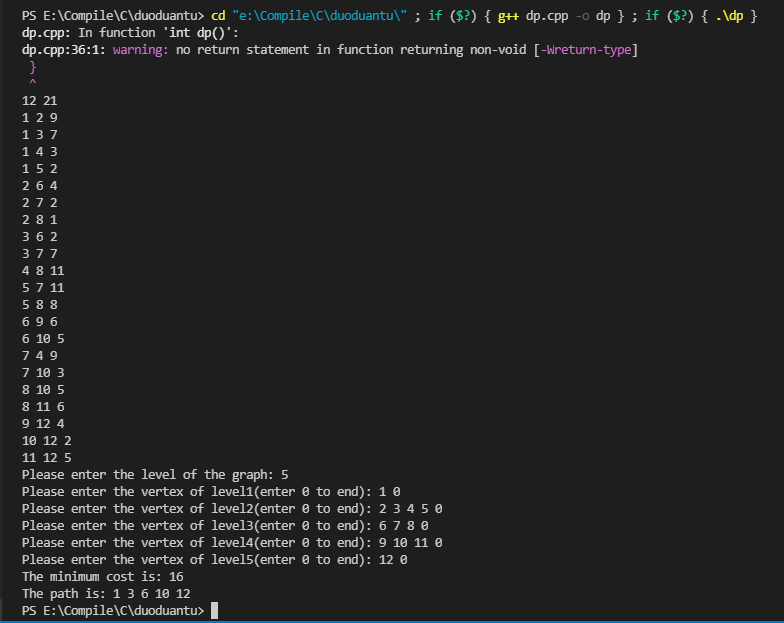 PS E:\Compile\C\duoduantu> cd "e:\Compile\C\duoduantu\" ; if ($?) { g++ dp.cpp -o dp } ; if ($?) { .\dp }
dp.cpp: In function 'int dp()':
dp.cpp:36:1: warning: no return statement in function returning non-void [-Wreturn-type]
}
^
12 21
1 2 9
1 3 7
1 4 3
1 5 2
2 6 4
2 7 2
2 8 1
3 6 2
3 7 7
4 8 11
5 7 11
5 8 8
6 9 6
6 10 5
7 4 9
7 10 3
8 10 5
8 11 6
9 12 4
10 12 2
11 12 5
Please enter the level of the graph: 5
Please enter the vertex of level1(enter 0 to end): 1 0
Please enter the vertex of level2(enter 0 to end): 2 3 4 5 0
Please enter the vertex of level3(enter 0 to end): 6 7 8 0
Please enter the vertex of level4(enter 0 to end): 9 10 11 0
Please enter the vertex of level5(enter 0 to end): 12 0
The minimum cost is: 16
The path is: 1 3 6 10 12
PS E:\Compile\C\duoduantu>